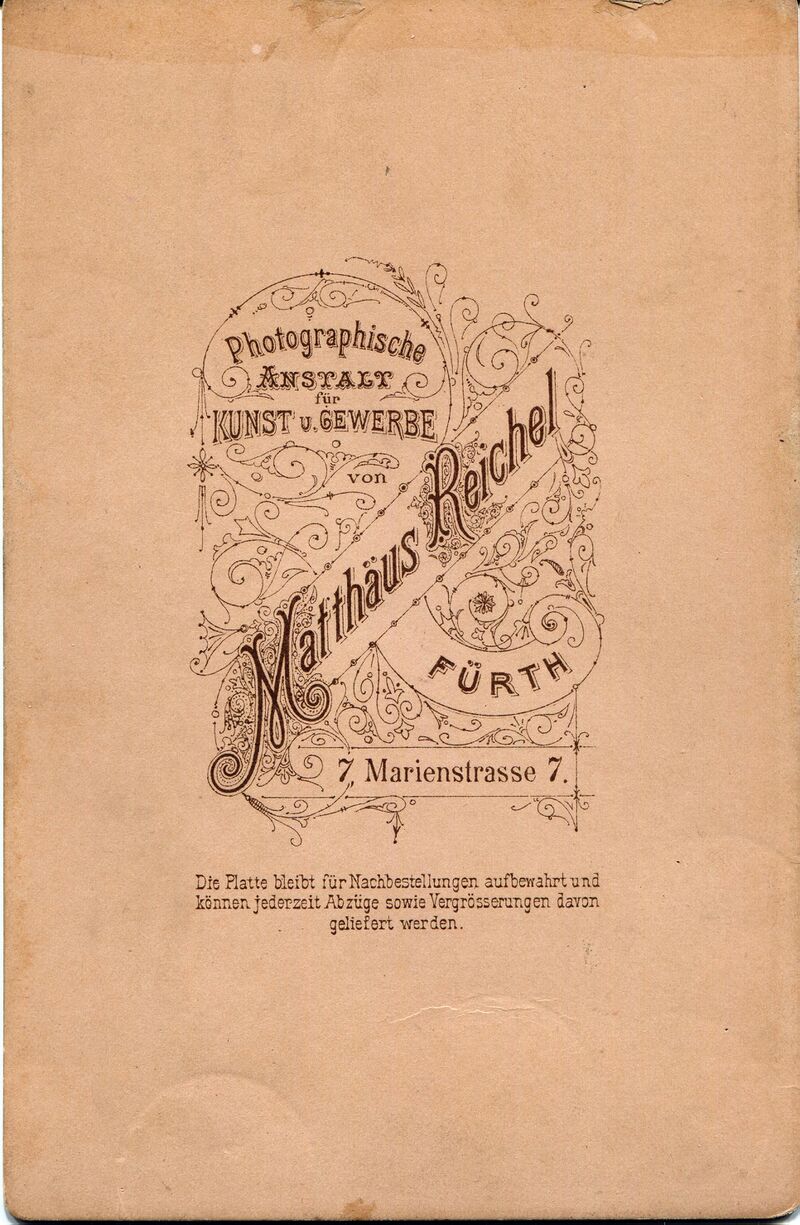 Photographische
ANSTALT
für
KUNST u. GEWERBE
von
Matthäus Reichel
FÜRTH
7, Marienstrasse 7.
Die Platte bleibt für Nachbestellungen aufbewahrt und
können jederzeit Abzüge sowie Vergrösserungen davon
geliefert werden.